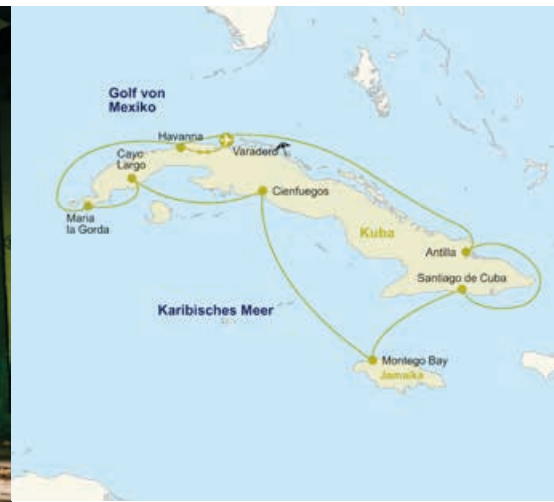 Golf von
Mexiko
Havanna
Varadero
Cayo
Largo
Cienfuegos
Maria
la Gorda
Kuba
Antilla
Santiago de Cuba
Karibisches Meer
Montego Bay
Jamaika